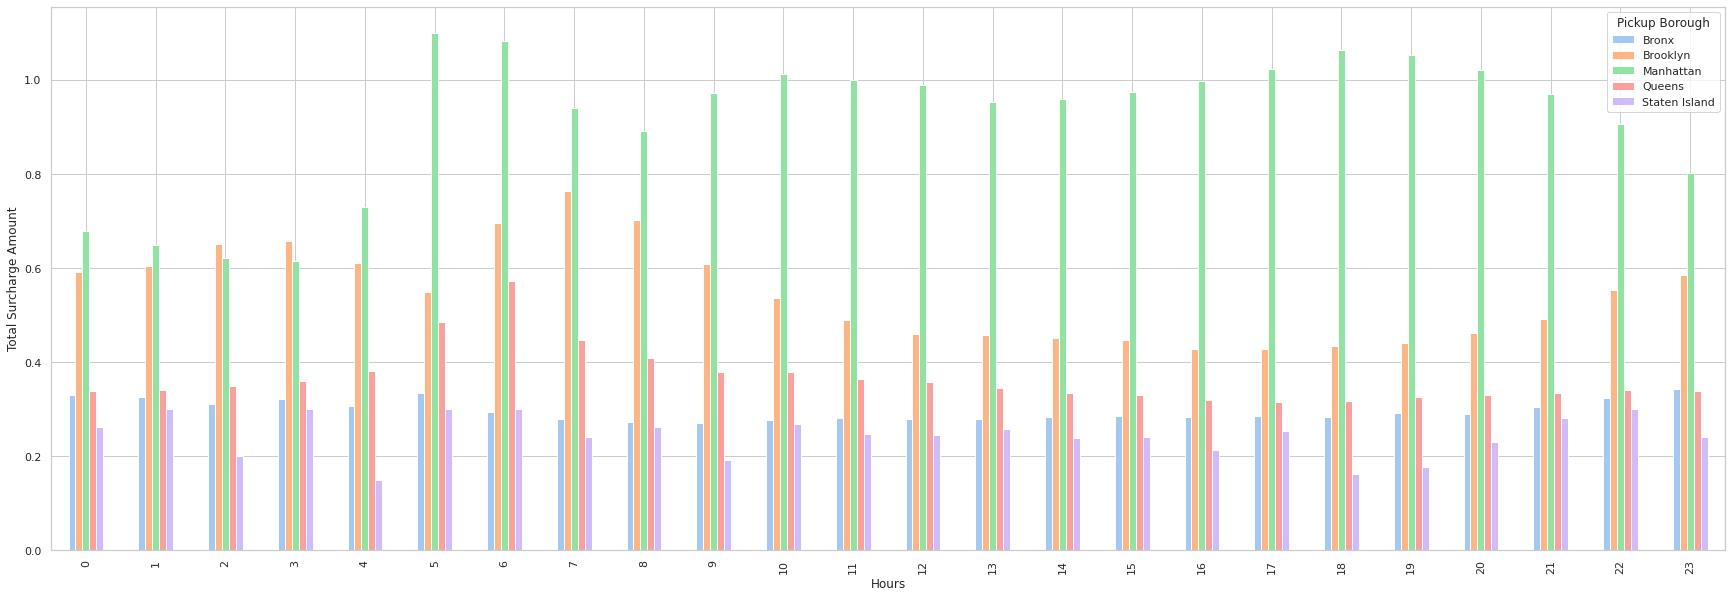 Pickup Borough
Bronx
Brooklyn
Manhattan
Queens
Staten Island
Total Surcharge Amount
1.0
0.8
0.6
0.4
0.2
0.0
0 1 2 3 4 5 6 7 8 9 10 11 12 13 14 15 16 17 18 19 20 21 22 23
Hours